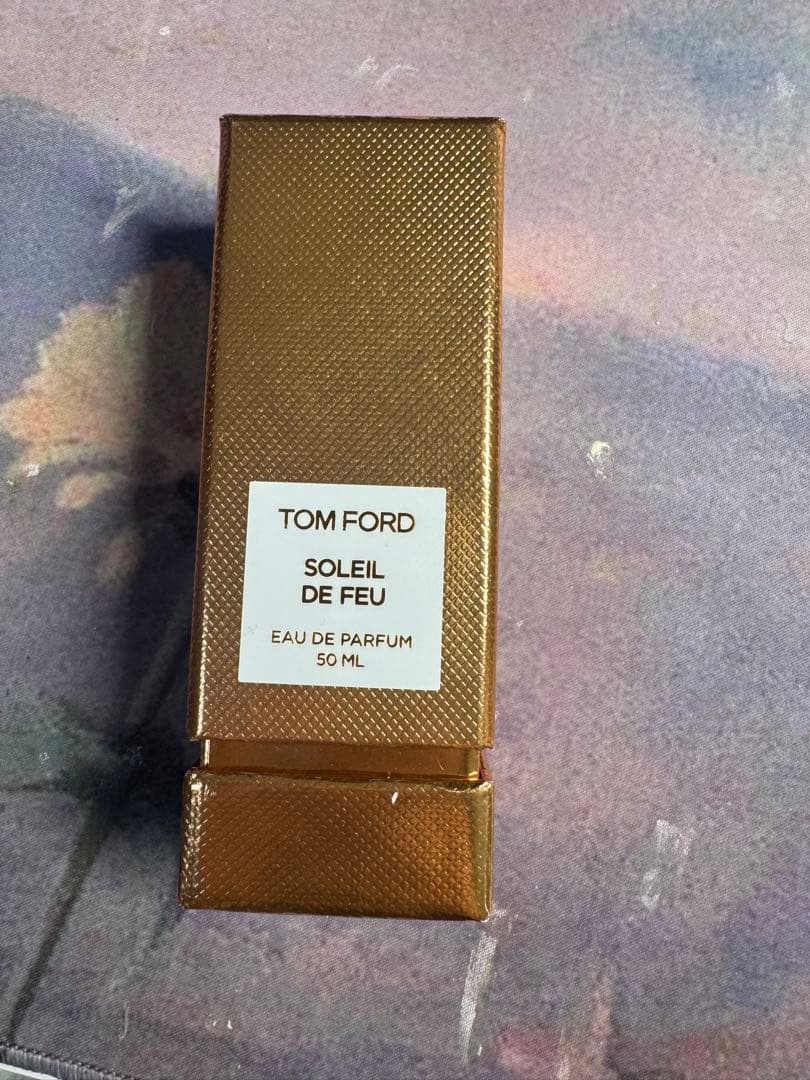 TOM FORD
SOLEIL
DE FEU
EAU DE PARFUM
50 ML